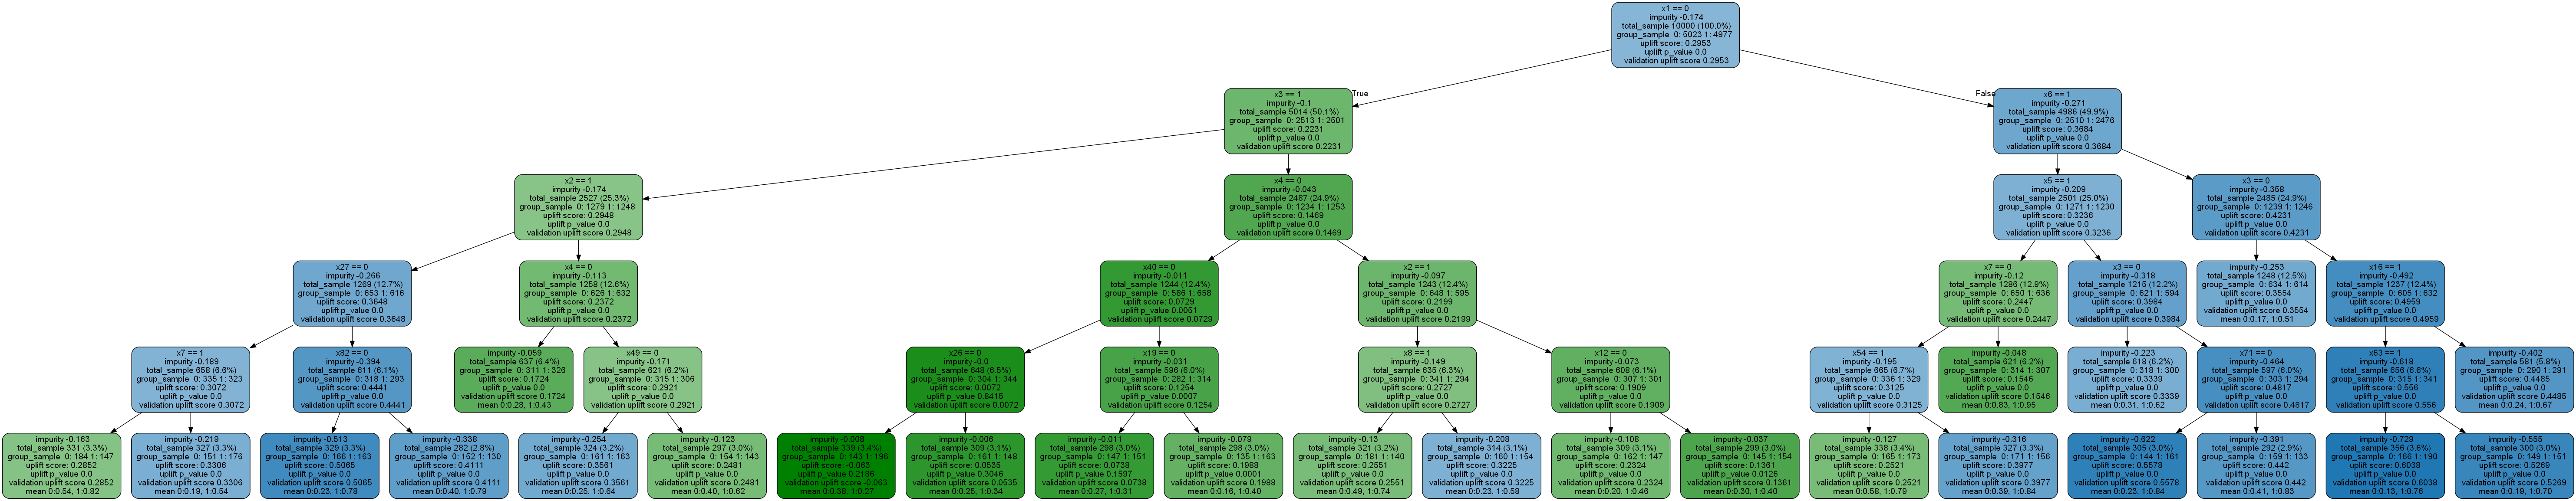 x1 == 0
impurity -0.174
total_sample 10000 (100.0%)
group_sample 0: 5023 1: 4977
uplift score: 0.2953
uplift p_value 0.0
validation uplift score 0.2953
True
False
x3 == 1
impurity -0.1
total_sample 5014 (50.1%)
group_sample 0: 2513 1: 2501
uplift score: 0.2231
uplift p_value 0.0
validation uplift score 0.2231
x6 == 1
impurity -0.271
total_sample 4986 (49.9%)
group_sample 0: 2510 1: 2476
uplift score: 0.3684
uplift p_value 0.0
validation uplift score 0.3684
x2 == 1
impurity -0.174
total_sample 2527 (25.3%)
group_sample 0: 1279 1: 1248
uplift score: 0.2948
uplift p_value 0.0
validation uplift score 0.2948
x4 == 0
impurity -0.043
total_sample 2487 (24.9%)
group_sample 0: 1234 1: 1253
uplift score: 0.1469
uplift p_value 0.0
validation uplift score 0.1469
x5 == 1
impurity -0.209
total_sample 2501 (25.0%)
group_sample 0: 1271 1: 1230
uplift score: 0.3236
uplift p_value 0.0
validation uplift score 0.3236
x3 == 0
impurity -0.358
total_sample 2485 (24.9%)
group_sample 0: 1239 1: 1246
uplift score: 0.4231
uplift p_value 0.0
validation uplift score 0.4231
x27 == 0
impurity -0.266
total_sample 1269 (12.7%)
group_sample 0: 653 1: 616
uplift score: 0.3648
uplift p_value 0.0
validation uplift score 0.3648
x4 == 0
impurity -0.113
total_sample 1258 (12.6%)
group_sample 0: 626 1: 632
uplift score: 0.2372
uplift p_value 0.0
validation uplift score 0.2372
x40 == 0
impurity -0.011
total_sample 1244 (12.4%)
group_sample 0: 586 1: 658
uplift score: 0.0729
uplift p_value 0.0051
validation uplift score 0.0729
x2 == 1
impurity -0.097
total_sample 1243 (12.4%)
group_sample 0: 648 1: 595
uplift score: 0.2199
uplift p_value 0.0
validation uplift score 0.2199
x7 == 0
impurity -0.12
total_sample 1286 (12.9%)
group_sample 0: 650 1: 636
uplift score: 0.2447
uplift p_value 0.0
validation uplift score 0.2447
x3 == 0
impurity -0.318
total_sample 1215 (12.2%)
group_sample 0: 621 1: 594
uplift score: 0.3984
uplift p_value 0.0
validation uplift score 0.3984
impurity -0.253
total_sample 1248 (12.5%)
group_sample 0: 634 1: 614
uplift score: 0.3554
uplift p_value 0.0
validation uplift score 0.3554
mean 0:0.17, 1:0.51
x16 == 1
impurity -0.492
total_sample 1237 (12.4%)
group_sample 0: 605 1: 632
uplift score: 0.4959
uplift p_value 0.0
validation uplift score 0.4959
x7 == 1
impurity -0.189
total_sample 658 (6.6%)
group_sample 0: 335 1: 323
uplift score: 0.3072
uplift p_value 0.0
validation uplift score 0.3072
x82 == 0
impurity -0.394
total_sample 611 (6.1%)
group_sample 0: 318 1: 293
uplift score: 0.4441
uplift p_value 0.0
validation uplift score 0.4441
impurity -0.059
total_sample 637 (6.4%)
group_sample 0: 311 1: 326
uplift score: 0.1724
uplift p_value 0.0
validation uplift score 0.1724
mean 0:0.28, 1:0.43
x49 == 0
impurity -0.171
total_sample 621 (6.2%)
group_sample 0: 315 1: 306
uplift score: 0.2921
uplift p_value 0.0
validation uplift score 0.2921
x26 == 0
impurity -0.0
total_sample 648 (6.5%)
group_sample 0: 304 1: 344
uplift score: 0.0072
uplift p_value 0.8415
validation uplift score 0.0072
x19 == 0
impurity -0.031
total_sample 596 (6.0%)
group_sample 0: 282 1: 314
uplift score: 0.1254
uplift p_value 0.0007
validation uplift score 0.1254
x8 == 1
impurity -0.149
total_sample 635 (6.3%)
group_sample 0: 341 1: 294
uplift score: 0.2727
uplift p_value 0.0
validation uplift score 0.2727
x12 == 0
impurity -0.073
total_sample 608 (6.1%)
group_sample 0: 307 1: 301
uplift score: 0.1909
uplift p_value 0.0
validation uplift score 0.1909
x54 == 1
impurity -0.195
total_sample 665 (6.7%)
group_sample 0: 336 1: 329
uplift score: 0.3125
uplift p_value 0.0
validation uplift score 0.3125
impurity -0.048
total_sample 621 (6.2%)
group_sample 0: 314 1: 307
uplift score: 0.1546
uplift p_value 0.0
validation uplift score 0.1546
mean 0:0.83, 1:0.95
impurity -0.223
total_sample 618 (6.2%)
group_sample 0: 318 1: 300
uplift score: 0.3339
uplift p_value 0.0
validation uplift score 0.3339
mean 0:0.31, 1:0.62
x71 == 0
impurity -0.464
total_sample 597 (6.0%)
group_sample 0: 303 1: 294
uplift score: 0.4817
uplift p_value 0.0
validation uplift score 0.4817
x63 == 1
impurity -0.618
total_sample 656 (6.6%)
group_sample 0: 315 1: 341
uplift score: 0.556
uplift p_value 0.0
validation uplift score 0.556
impurity -0.402
total_sample 581 (5.8%)
group_sample 0: 290 1: 291
uplift score: 0.4485
uplift p_value 0.0
validation uplift score 0.4485
mean 0:0.24, 1:0.67
impurity -0.163
total_sample 331 (3.3%)
group_sample 0: 184 1: 147
uplift score: 0.2852
uplift p_value 0.0
validation uplift score 0.2852
mean 0:0.54, 1:0.82
impurity -0.219
total_sample 327 (3.3%)
group_sample 0: 151 1: 176
uplift score: 0.3306
uplift p_value 0.0
validation uplift score 0.3306
mean 0:0.19, 1:0.54
impurity -0.513
total_sample 329 (3.3%)
group_sample 0: 166 1: 163
uplift score: 0.5065
uplift p_value 0.0
validation uplift score 0.5065
mean 0:0.23, 1:0.78
impurity -0.338
total_sample 282 (2.8%)
group_sample 0: 152 1: 130
uplift score: 0.4111
uplift p_value 0.0
validation uplift score 0.4111
mean 0:0.40, 1:0.79
impurity -0.254
total_sample 324 (3.2%)
group_sample 0: 161 1: 163
uplift score: 0.3561
uplift p_value 0.0
validation uplift score 0.3561
mean 0:0.25, 1:0.64
impurity -0.123
total_sample 297 (3.0%)
group_sample 0: 154 1: 143
uplift score: 0.2481
uplift p_value 0.0
validation uplift score 0.2481
mean 0:0.40, 1:0.62
impurity -0.008
total_sample 339 (3.4%)
group_sample 0: 143 1: 196
uplift score: -0.063
uplift p_value 0.2186
validation uplift score -0.063
mean 0:0.38, 1:0.27
impurity -0.006
total_sample 309 (3.1%)
group_sample 0: 161 1: 148
uplift score: 0.0535
uplift p_value 0.3046
validation uplift score 0.0535
mean 0:0.25, 1:0.34
impurity -0.011
total_sample 298 (3.0%)
group_sample 0: 147 1: 151
uplift score: 0.0738
uplift p_value 0.1597
validation uplift score 0.0738
mean 0:0.27, 1:0.31
impurity -0.079
total_sample 298 (3.0%)
group_sample 0: 135 1: 163
uplift score: 0.1988
uplift p_value 0.0001
validation uplift score 0.1988
mean 0:0.16, 1:0.40
impurity -0.13
total_sample 321 (3.2%)
group_sample 0: 181 1: 140
uplift score: 0.2551
uplift p_value 0.0
validation uplift score 0.2551
mean 0:0.49, 1:0.74
impurity -0.208
total_sample 314 (3.1%)
group_sample 0: 160 1: 154
uplift score: 0.3225
uplift p_value 0.0
validation uplift score 0.3225
mean 0:0.23, 1:0.58
impurity -0.108
total_sample 309 (3.1%)
group_sample 0: 162 1: 147
uplift score: 0.2324
uplift p_value 0.0
validation uplift score 0.2324
mean 0:0.20, 1:0.46
impurity -0.037
total_sample 299 (3.0%)
group_sample 0: 145 1: 154
uplift score: 0.1361
uplift p_value 0.0126
validation uplift score 0.1361
mean 0:0.30, 1:0.40
impurity -0.127
total_sample 338 (3.4%)
group_sample 0: 165 1: 173
uplift score: 0.2521
uplift p_value 0.0
validation uplift score 0.2521
mean 0:0.58, 1:0.79
impurity -0.316
total_sample 327 (3.3%)
group_sample 0: 171 1: 156
uplift score: 0.3977
uplift p_value 0.0
validation uplift score 0.3977
mean 0:0.39, 1:0.84
impurity -0.622
total_sample 305 (3.0%)
group_sample 0: 144 1: 161
uplift score: 0.5578
uplift p_value 0.0
validation uplift score 0.5578
mean 0:0.23, 1:0.84
impurity -0.391
total_sample 292 (2.9%)
group_sample 0: 159 1: 133
uplift score: 0.442
uplift p_value 0.0
validation uplift score 0.442
mean 0:0.41, 1:0.83
impurity -0.729
total_sample 356 (3.6%)
group_sample 0: 166 1: 190
uplift score: 0.6038
uplift p_value 0.0
validation uplift score 0.6038
mean 0:0.13, 1:0.76
impurity -0.555
total_sample 300 (3.0%)
group_sample 0: 149 1: 151
uplift score: 0.5269
uplift p_value 0.0
validation uplift score 0.5269
mean 0:0.19, 1:0.70